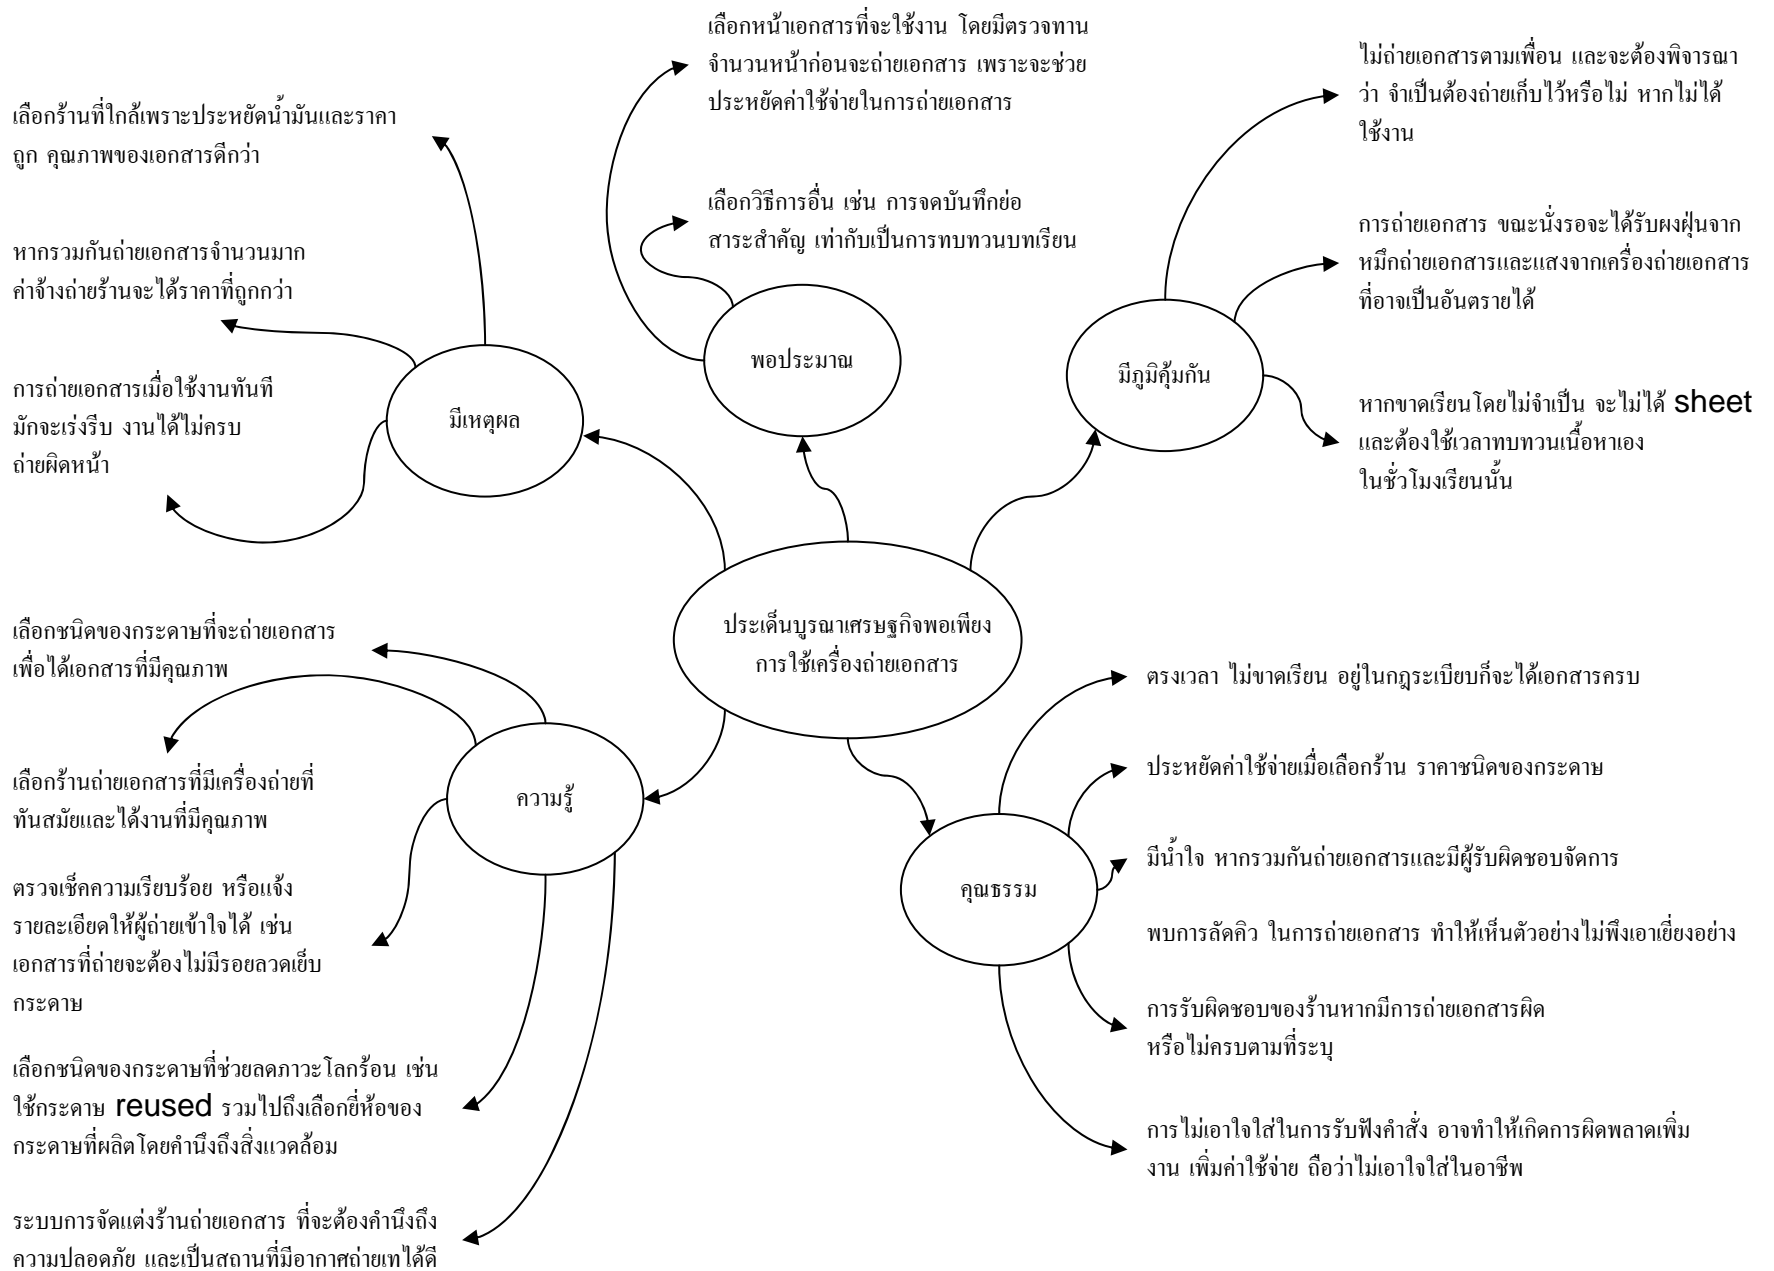 เลือกหน้าเอกสารที่จะใช้งาน โดยมีตรวจทาน
จำนวนหน้าก่อนจะถ่ายเอกสาร เพราะจะช่วย
ประหยัดค่าใช้จ่ายในการถ่ายเอกสาร
เลือกวิธีการอื่น เช่น การจดบันทึกย่อ
สาระสำคัญ เท่ากับเป็นการทบทวนบทเรียน
พอประมาณ
ไม่ถ่ายเอกสารตามเพื่อน และจะต้องพิจารณา
ว่า จำเป็นต้องถ่ายเก็บไว้หรือไม่ หากไม่ได้
ใช้งาน
การถ่ายเอกสาร ขณะนั่งรอจะได้รับผงฝุ่นจาก
หมึกถ่ายเอกสารและแสงจากเครื่องถ่ายเอกสาร
ที่อาจเป็นอันตรายได้
หากขาดเรียนโดยไม่จำเป็น จะไม่ได้ sheet
และต้องใช้เวลาทบทวนเนื้อหาเอง
ในชั่วโมงเรียนนั้น
มีภูมิคุ้มกัน
เลือกร้านที่ใกล้เพราะประหยัดน้ำมันและราคา
ถูก คุณภาพของเอกสารดีกว่า
หากรวมกันถ่ายเอกสารจำนวนมาก
ค่าจ้างถ่ายร้านจะได้ราคาที่ถูกกว่า
การถ่ายเอกสารเมื่อใช้งานทันที
มักจะเร่งรีบ งานได้ไม่ครบ
ถ่ายผิดหน้า
มีเหตุผล
ประเด็นบูรณาเศรษฐกิจพอเพียง
การใช้เครื่องถ่ายเอกสาร
เลือกชนิดของกระดาษที่จะถ่ายเอกสาร
เพื่อได้เอกสารที่มีคุณภาพ
เลือกร้านถ่ายเอกสารที่มีเครื่องถ่ายที่
ทันสมัยและได้งานที่มีคุณภาพ
ตรวจเช็คความเรียบร้อย หรือแจ้ง
รายละเอียดให้ผู้ถ่ายเข้าใจได้ เช่น
เอกสารที่ถ่ายจะต้องไม่มีรอยลวดเย็บ
กระดาษ
เลือกชนิดของกระดาษที่ช่วยลดภาวะโลกร้อน เช่น
ใช้กระดาษ reused รวมไปถึงเลือกยี่ห้อของ
กระดาษที่ผลิตโดยคำนึงถึงสิ่งแวดล้อม
ระบบการจัดแต่งร้านถ่ายเอกสาร ที่จะต้องคำนึงถึง
ความปลอดภัย และเป็นสถานที่มีอากาศถ่ายเทได้ดี
ความรู้
ตรงเวลา ไม่ขาดเรียน อยู่ในกฎระเบียบก็จะได้เอกสารครบ
ประหยัดค่าใช้จ่ายเมื่อเลือกร้าน ราคาชนิดของกระดาษ
มีน้ำใจ หากรวมกันถ่ายเอกสารและมีผู้รับผิดชอบจัดการ
คุณธรรม
พบการลัดคิว ในการถ่ายเอกสาร ทำให้เห็นตัวอย่างไม่พึงเอาเยี่ยงอย่าง
การรับผิดชอบของร้านหากมีการถ่ายเอกสารผิด
หรือไม่ครบตามที่ระบุ
การไม่เอาใจใส่ในการรับฟังคำสั่ง อาจทำให้เกิดการผิดพลาดเพิ่ม
งาน เพิ่มค่าใช้จ่าย ถือว่าไม่เอาใจใส่ในอาชีพ